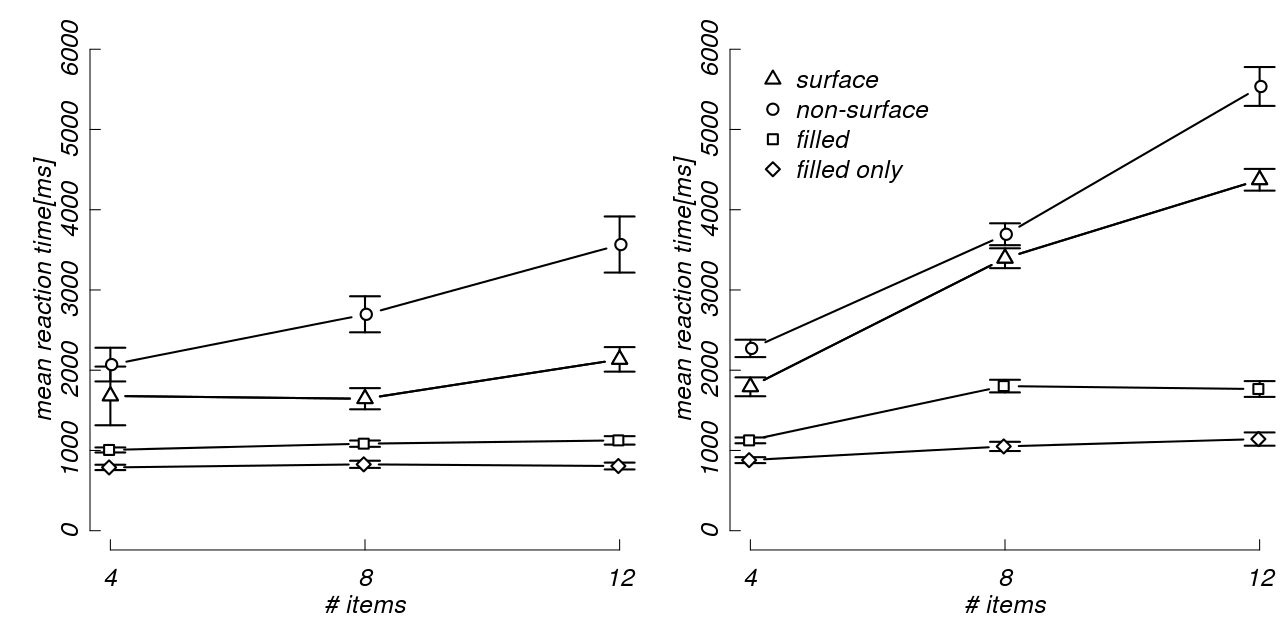 mean reaction time[ms]
6000
5000
4000
3000
2000
1000
0
4 8 12
# items
mean reaction time[ms]
6000
5000
4000
3000
2000
1000
0
surface
non-surface
filled
filled only
4 8 12
# items